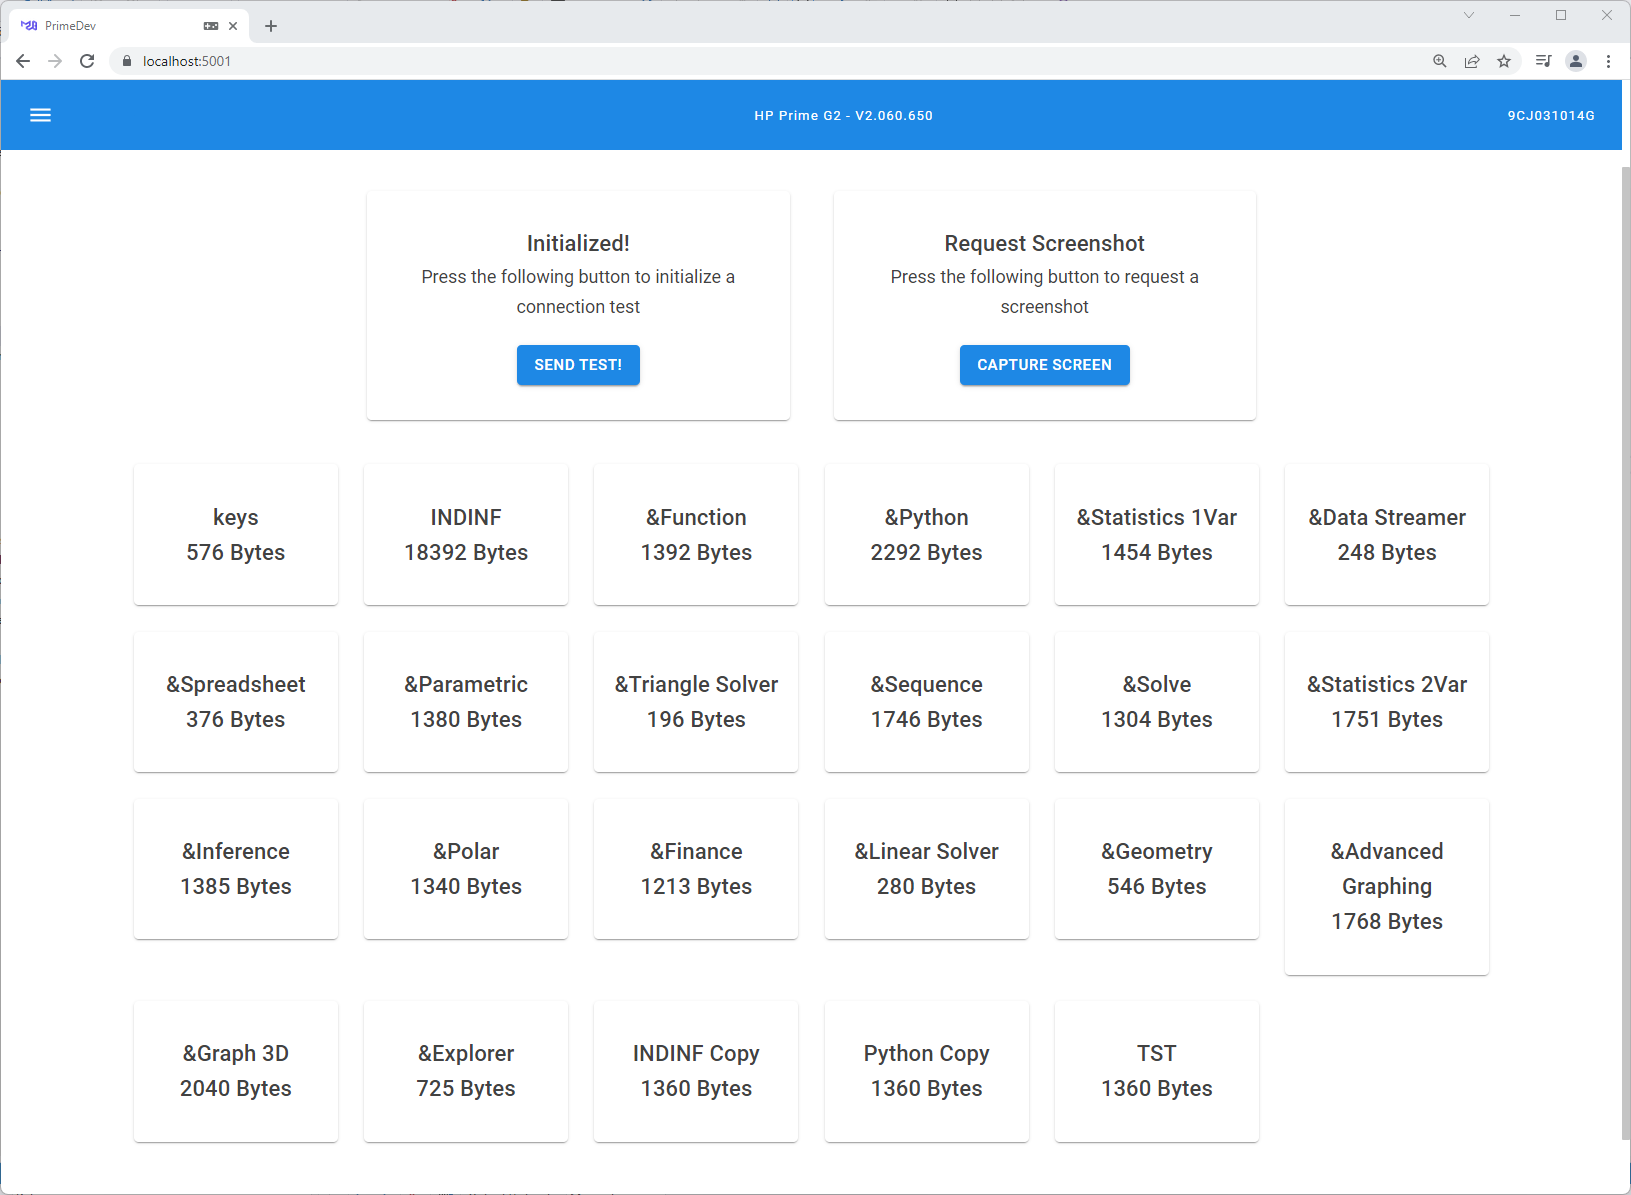 PrimeDev
localhost:5001
HP Prime G2 - V2.060.650
9CJ031014G
Initialized!
Press the following button to initialize a
connection test
SEND TEST!
Request Screenshot
Press the following button to request a
screenshot
CAPTURE SCREEN
keys
576 Bytes
INDINF
18392 Bytes
&Function
1392 Bytes
&Python
2292 Bytes
&Statistics 1Var
1454 Bytes
&Data Streamer
248 Bytes
&Spreadsheet
376 Bytes
&Parametric
1380 Bytes
&Triangle Solver
196 Bytes
&Sequence
1746 Bytes
&Solve
1304 Bytes
&Statistics 2Var
1751 Bytes
&Inference
1385 Bytes
&Polar
1340 Bytes
&Finance
1213 Bytes
&Linear Solver
280 Bytes
&Geometry
546 Bytes
&Advanced
Graphing
1768 Bytes
&Graph 3D
2040 Bytes
&Explorer
725 Bytes
INDINF Copy
1360 Bytes
Python Copy
1360 Bytes
TST
1360 Bytes